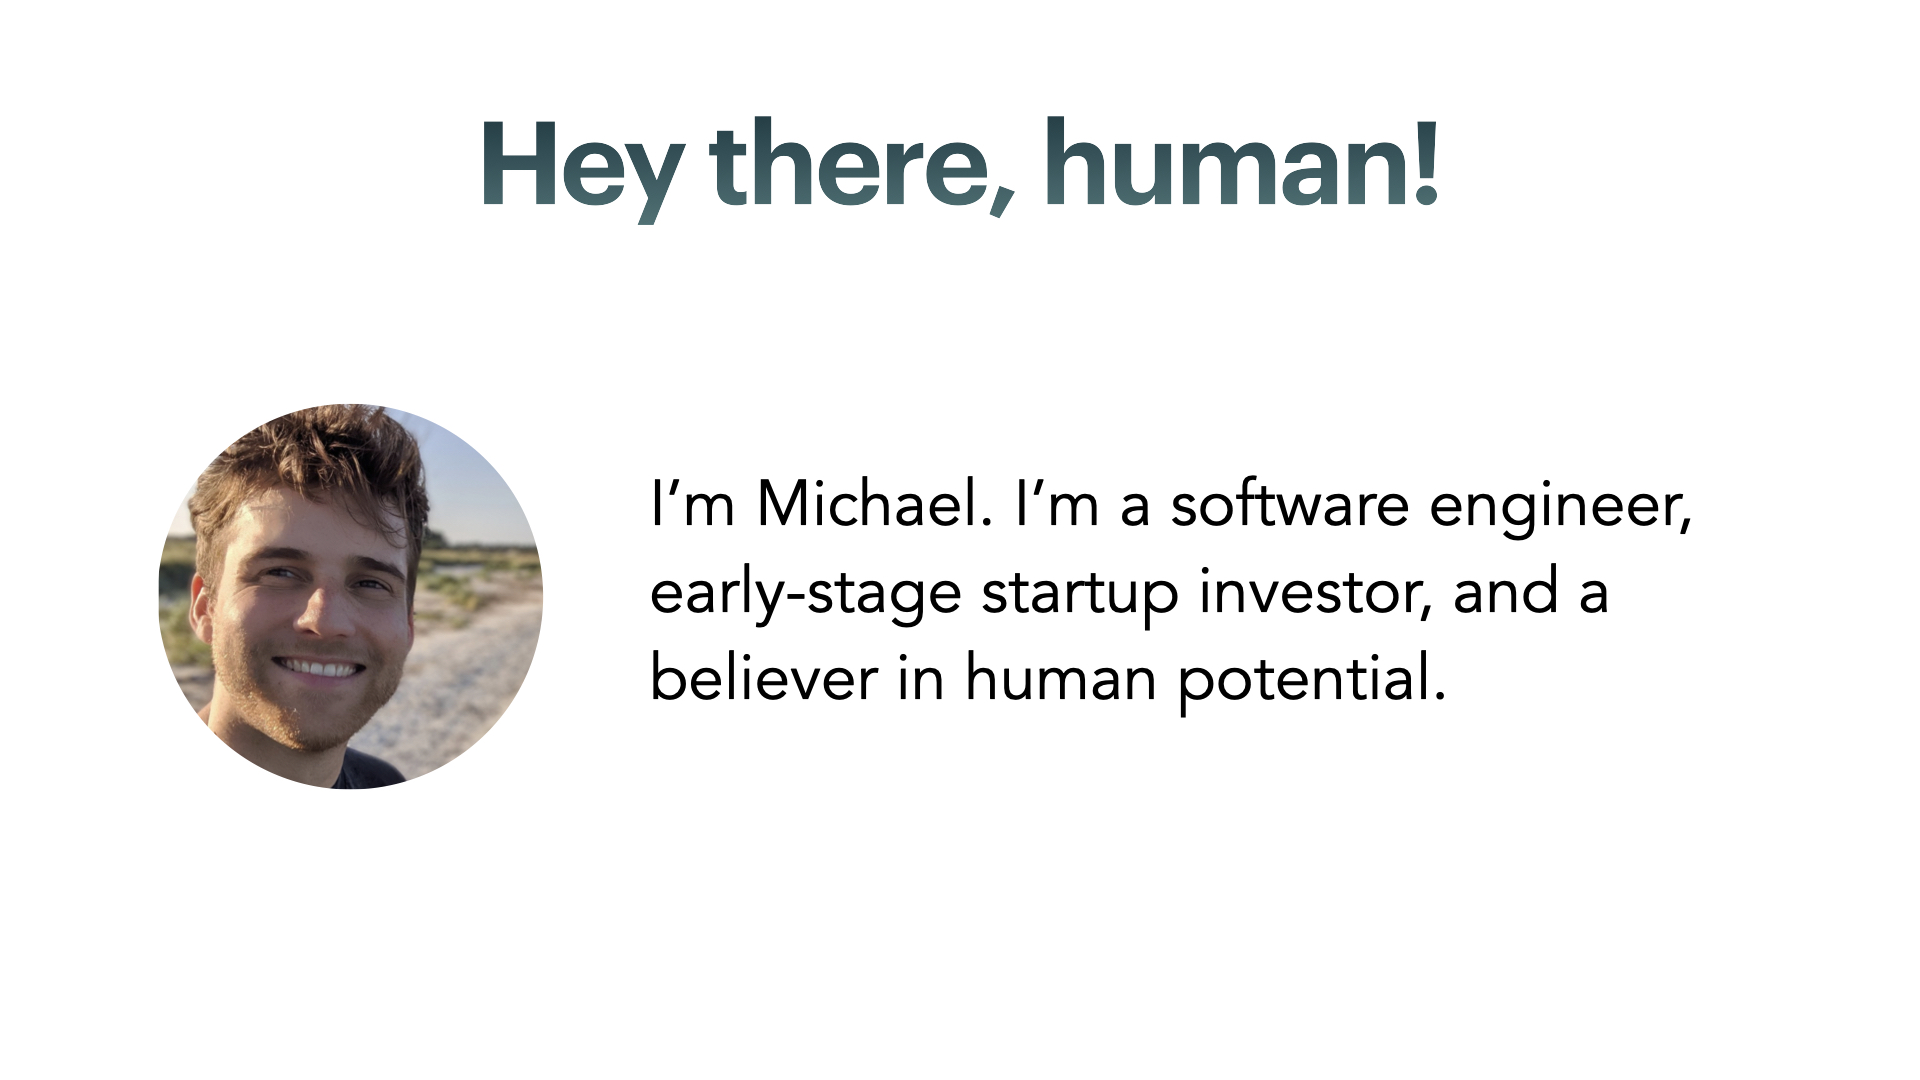 Hey there, human!
I’m Michael. I’m a software engineer,
early-stage startup investor, and a
believer in human potential.